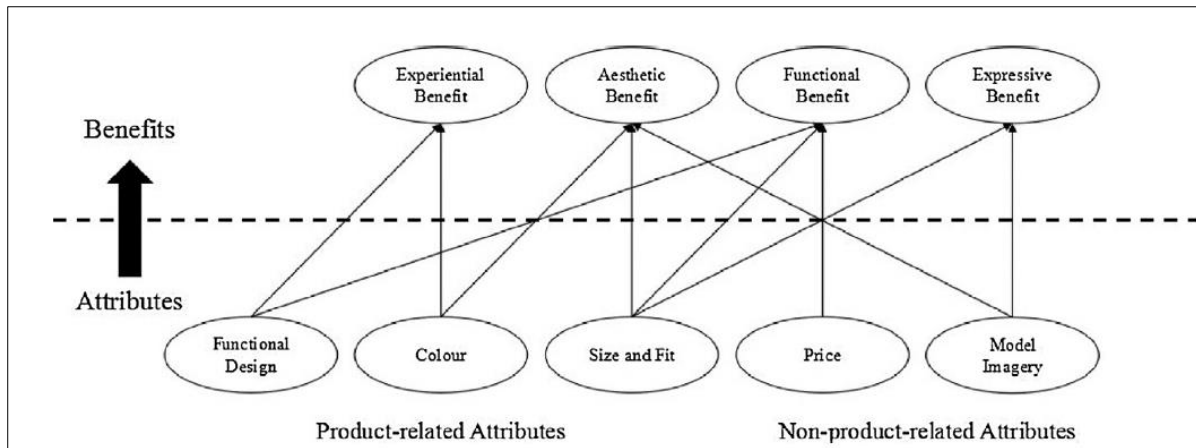 Experiential
Benefit
Aesthetic
Benefit
Functional
Benefit
Expressive
Benefit
Benefits
Attributes
Functional
Design
Colour
Size and Fit
Price
Model
Imagery
Product-related Attributes
Non-product-related Attributes